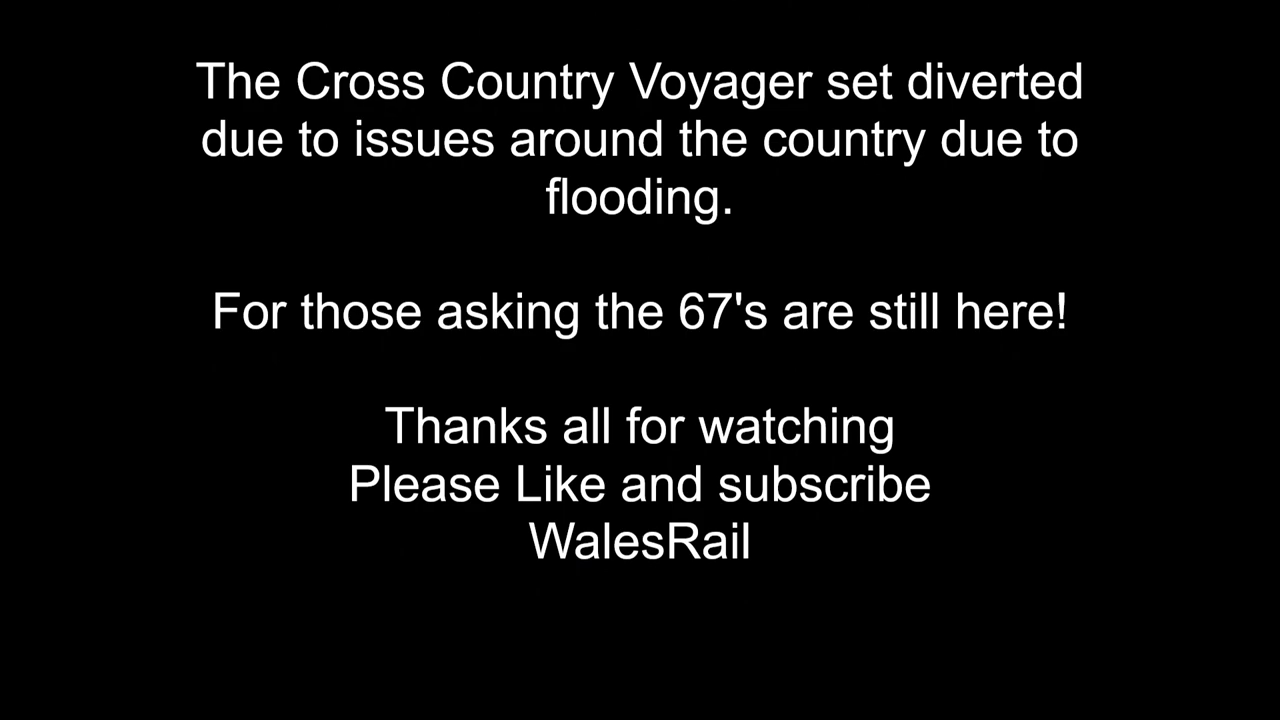 The Cross Country Voyager set diverted
due to issues around the country due to
flooding.
For those asking the 67's are still here!
Thanks all for watching
Please Like and subscribe
WalesRail